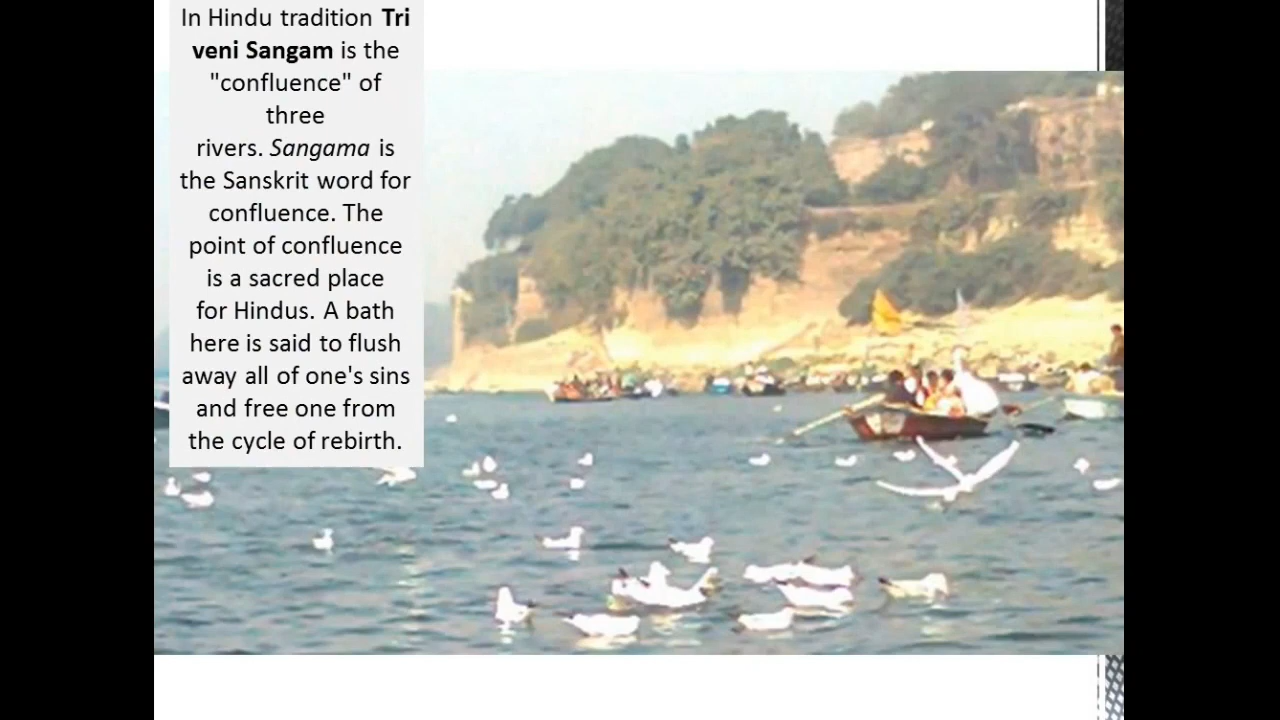 In Hindu tradition Tri
veni Sangam is the
"confluence" of
three
rivers. Sangama is
the Sanskrit word for
confluence. The
point of confluence
is a sacred place
for Hindus. A bath
here is said to flush
away all of one's sins
and free one from
the cycle of rebirth.